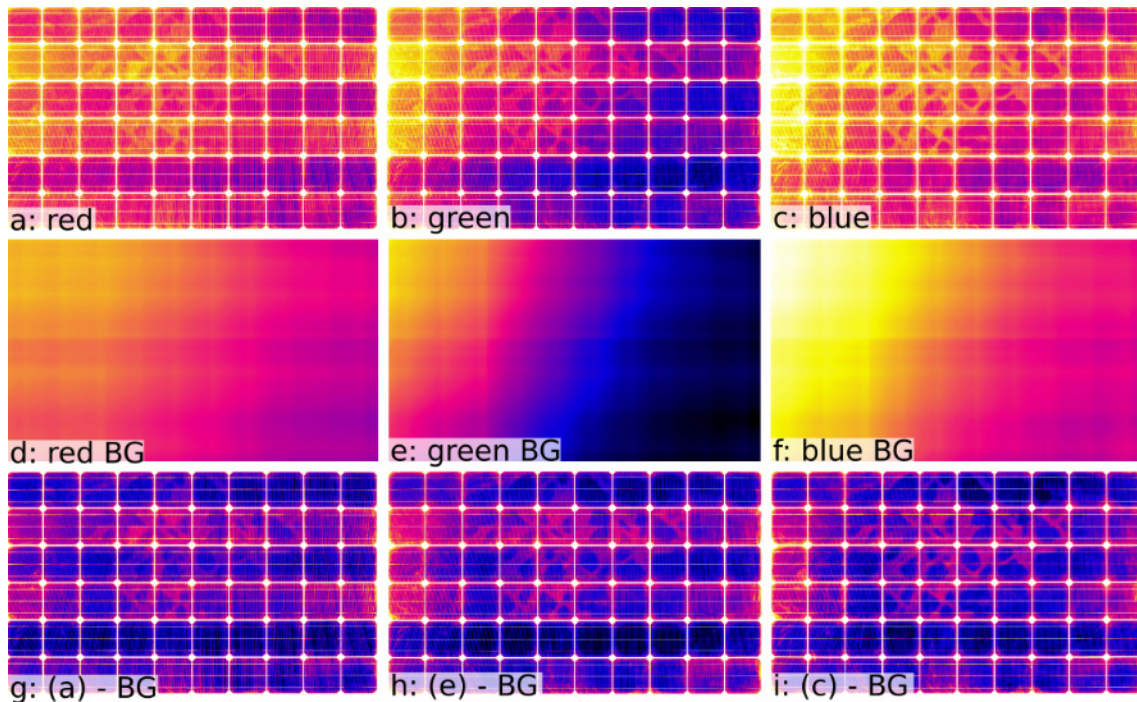 a: red
b: green
c: blue
d: red BG
e: green BG
f: blue BG
g: (a) - BG
h: (e) - BG
i: (c) - BG